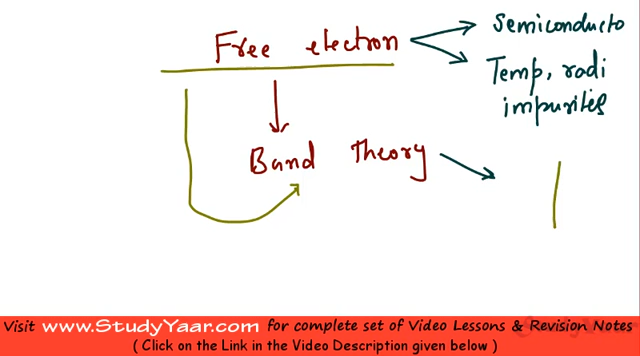 Free electron
Semiconducto
Temp, radi
impurites
Band Theory
Visit www.StudyYaar.com for complete set of Video Lessons & Revision Notes
( Click on the Link in the Video Description given below )